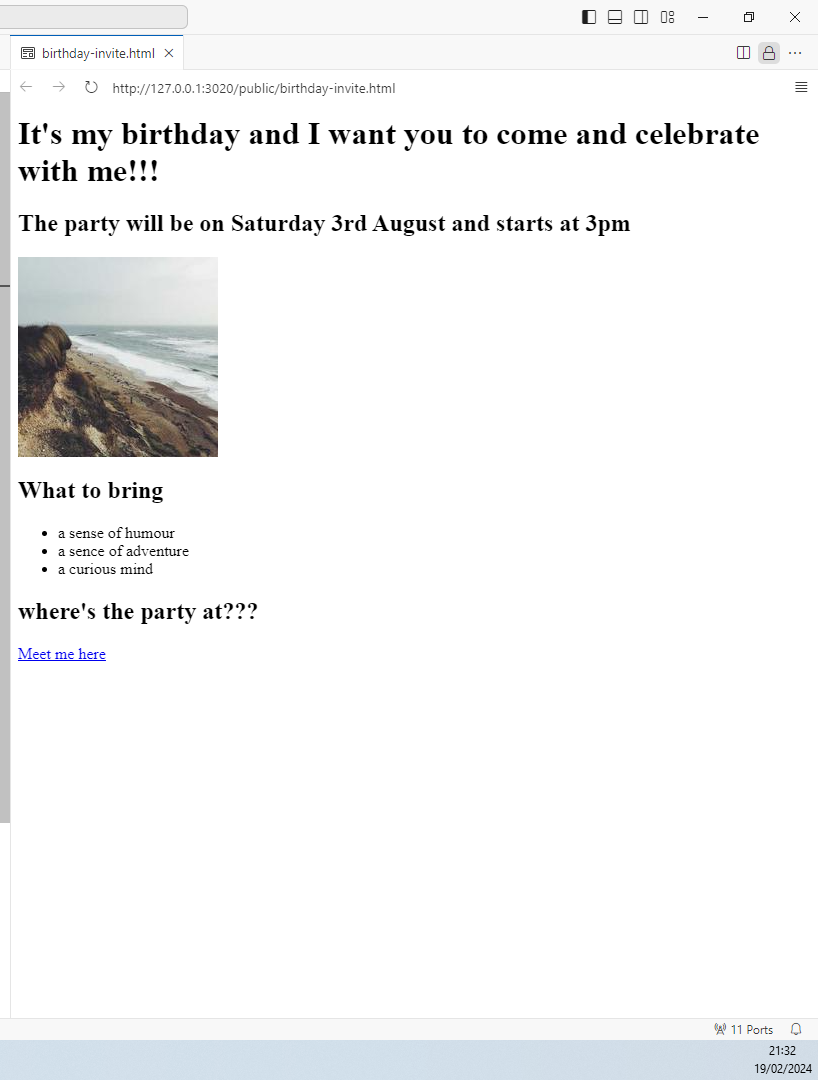 birthday-invite.html
http://127.0.0.1:3020/public/birthday-invite.html
It's my birthday and I want you to come and celebrate
with me!!!
The party will be on Saturday 3rd August and starts at 3pm
What to bring
a sense of humour
a sence of adventure
a curious mind
where's the party at???
Meet me here
11 Ports
21:32
19/02/2024